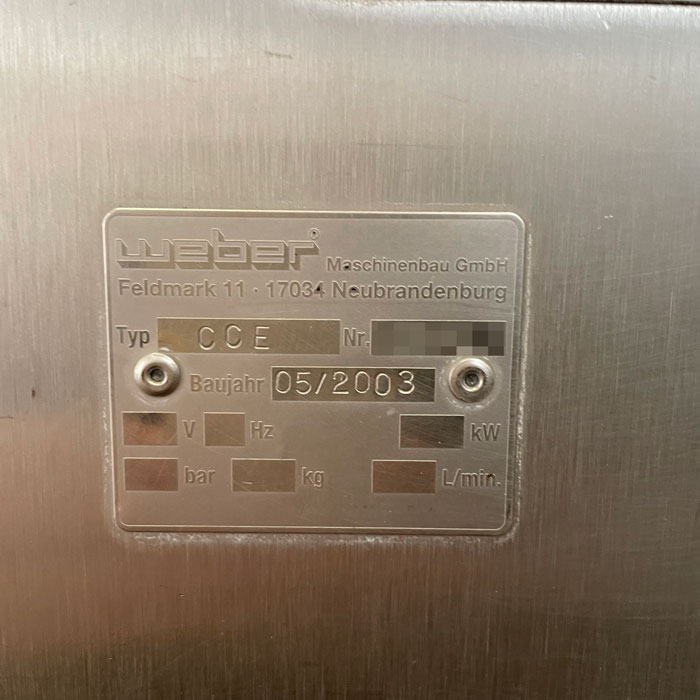 weber®
Maschinenbau GmbH
Feldmark 11 · 17034 Neubrandenburg
Typ CCE Nr.
Baujahr 05/2003
V Hz kW
bar kg L/min.